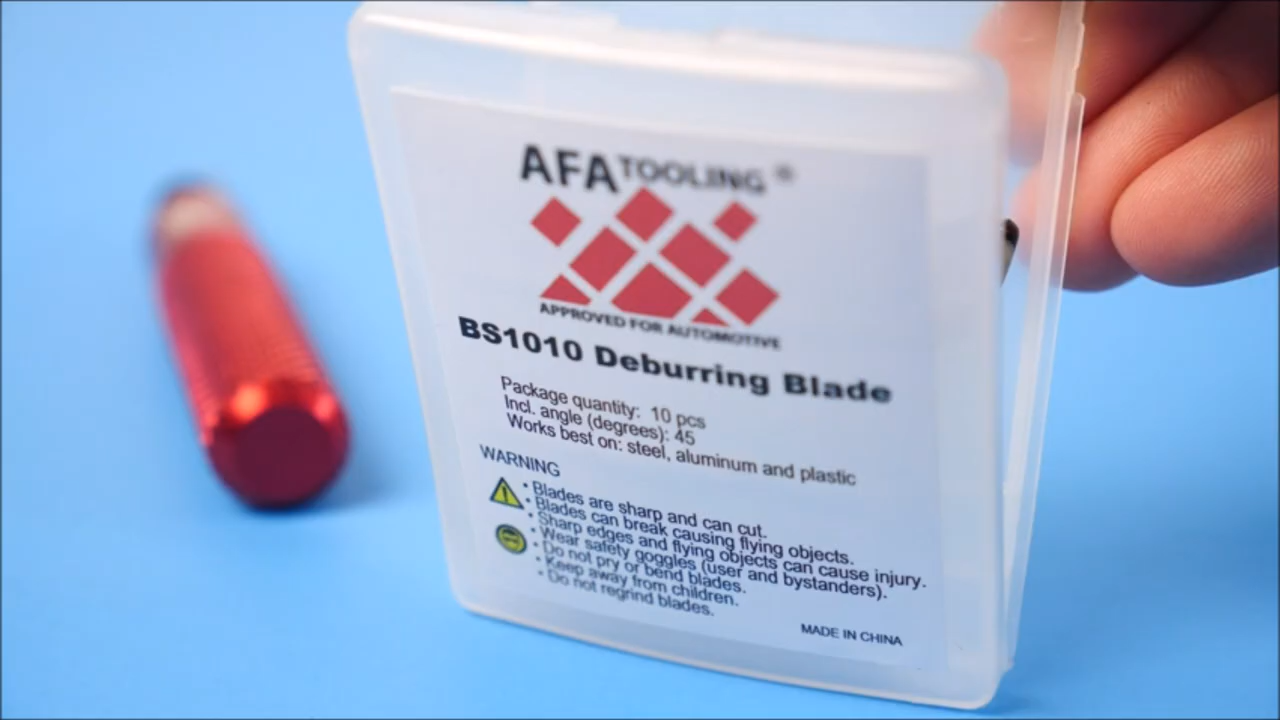 AFA TOOLING ®
APPROVED FOR AUTOMOTIVE
BS1010 Deburring Blade
Package quantity: 10 pcs
Incl. angle (degrees): 45
Works best on: steel, aluminum and plastic
WARNING
• Blades are sharp and can cut.
• Blades can break causing flying objects.
• Sharp edges and flying objects can cause injury.
• Wear safety goggles (user and bystanders).
• Do not pry or bend blades.
• Keep away from children.
• Do not regrind blades.
MADE IN CHINA